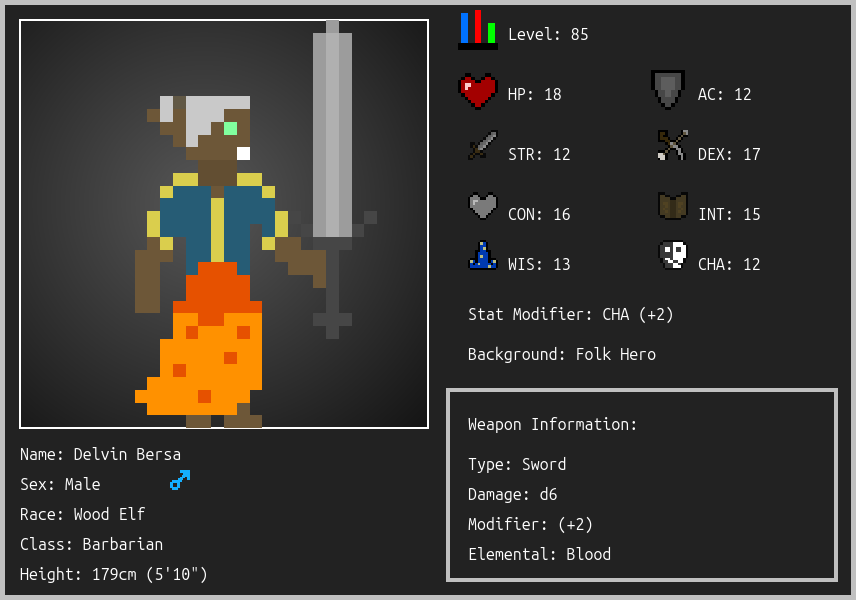 Level: 85
HP: 18
AC: 12
STR: 12
DEX: 17
CON: 16
INT: 15
WIS: 13
CHA: 12
Stat Modifier: CHA (+2)
Background: Folk Hero
Weapon Information:
Type: Sword
Damage: d6
Modifier: (+2)
Elemental: Blood
Name: Delvin Bersa
Sex: Male
Race: Wood Elf
Class: Barbarian
Height: 179cm (5'10")